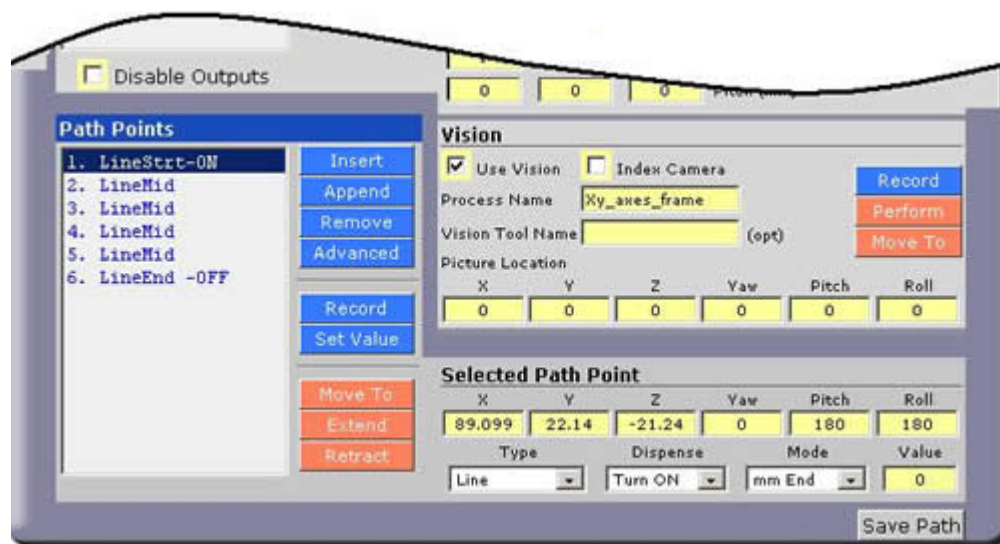 Disable Outputs
0 0 0
Path Points
1. LineStrt-ON
2. LineMid
3. LineMid
4. LineMid
5. LineMid
6. LineEnd -OFF
Insert
Append
Remove
Advanced
Record
Set Value
Move To
Extend
Retract
Vision
Use Vision Index Camera
Process Name Xy_axes_frame
Vision Tool Name (opt)
Record
Perform
Move To
Picture Location
X Y Z Yaw Pitch Roll
0 0 0 0 0 0
Selected Path Point
X Y Z Yaw Pitch Roll
89.099 22.14 -21.24 0 180 180
Type Dispense Mode Value
Line Turn ON mm End 0
Save Path